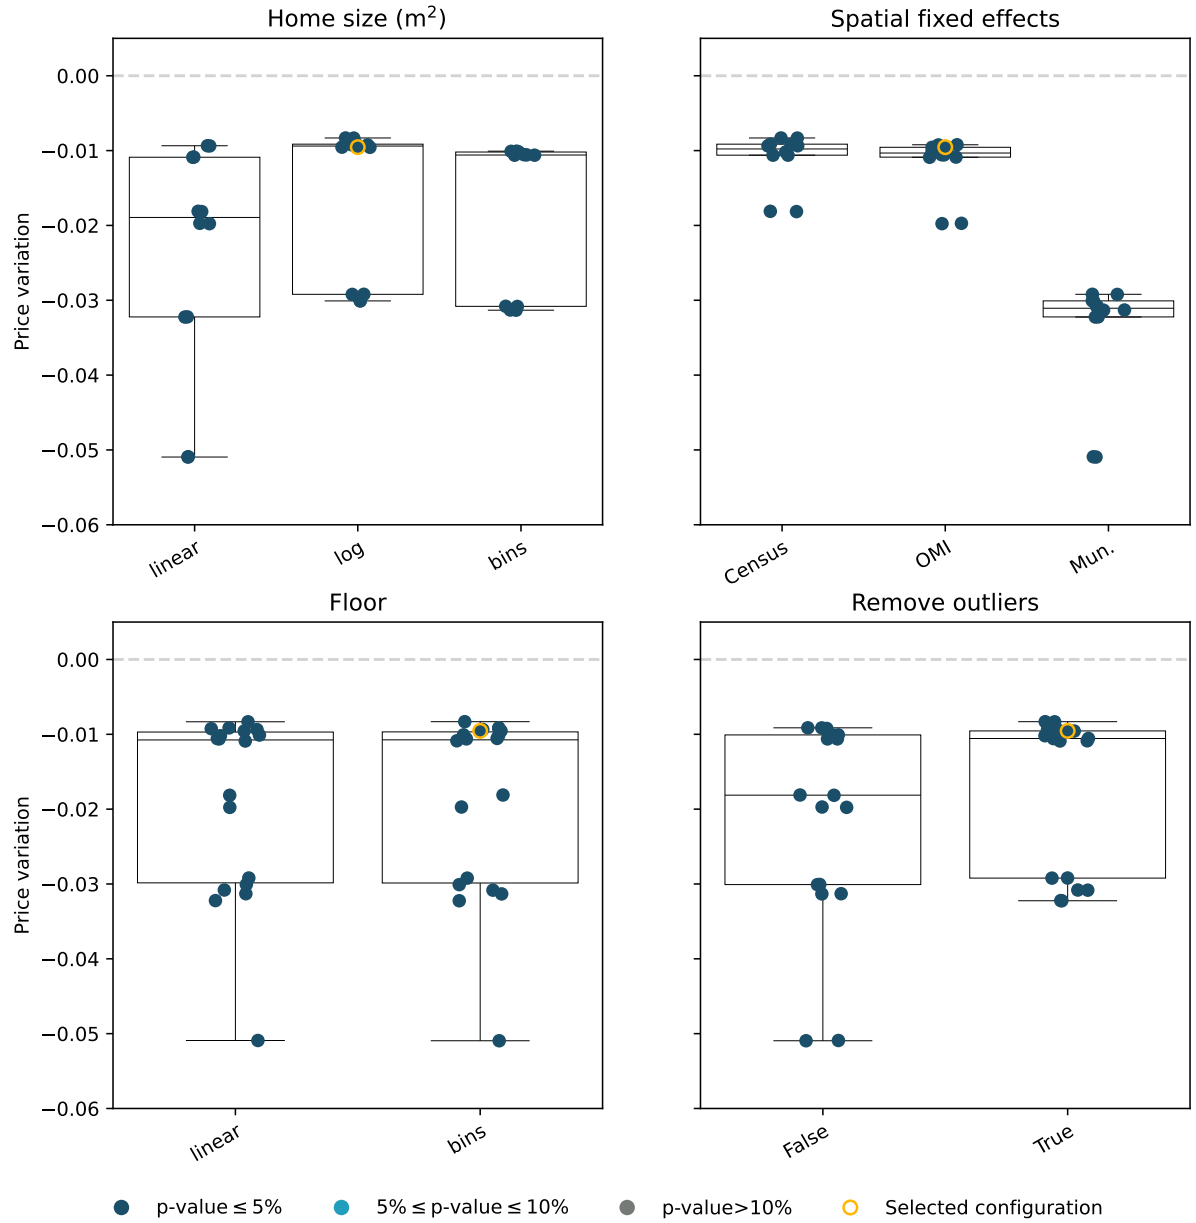 Home size (m²)
Spatial fixed effects
0.00
−0.01
−0.02
−0.03
−0.04
−0.05
−0.06
Price variation
linear
log
bins
Census
OMI
Mun.
Floor
Remove outliers
0.00
−0.01
−0.02
−0.03
−0.04
−0.05
−0.06
Price variation
linear
bins
False
True
p-value ≤ 5%
5% ≤ p-value ≤ 10%
p-value>10%
Selected configuration